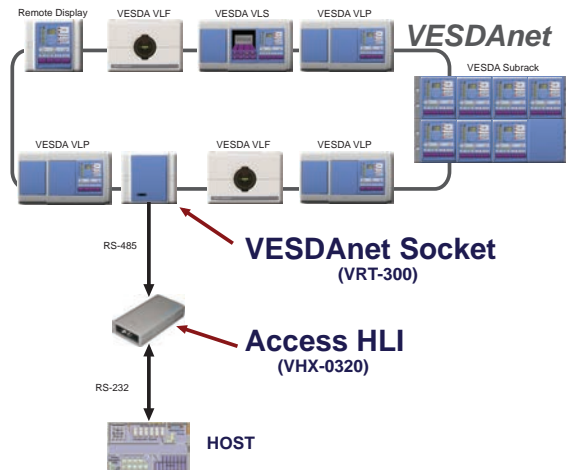 Remote Display
VESDA VLF
VESDA VLS
VESDA VLP
VESDAnet
VESDA Subrack
VESDA VLP
VESDA VLF
VESDA VLP
RS-485
VESDAnet Socket
(VRT-300)
Access HLI
(VHX-0320)
RS-232
HOST